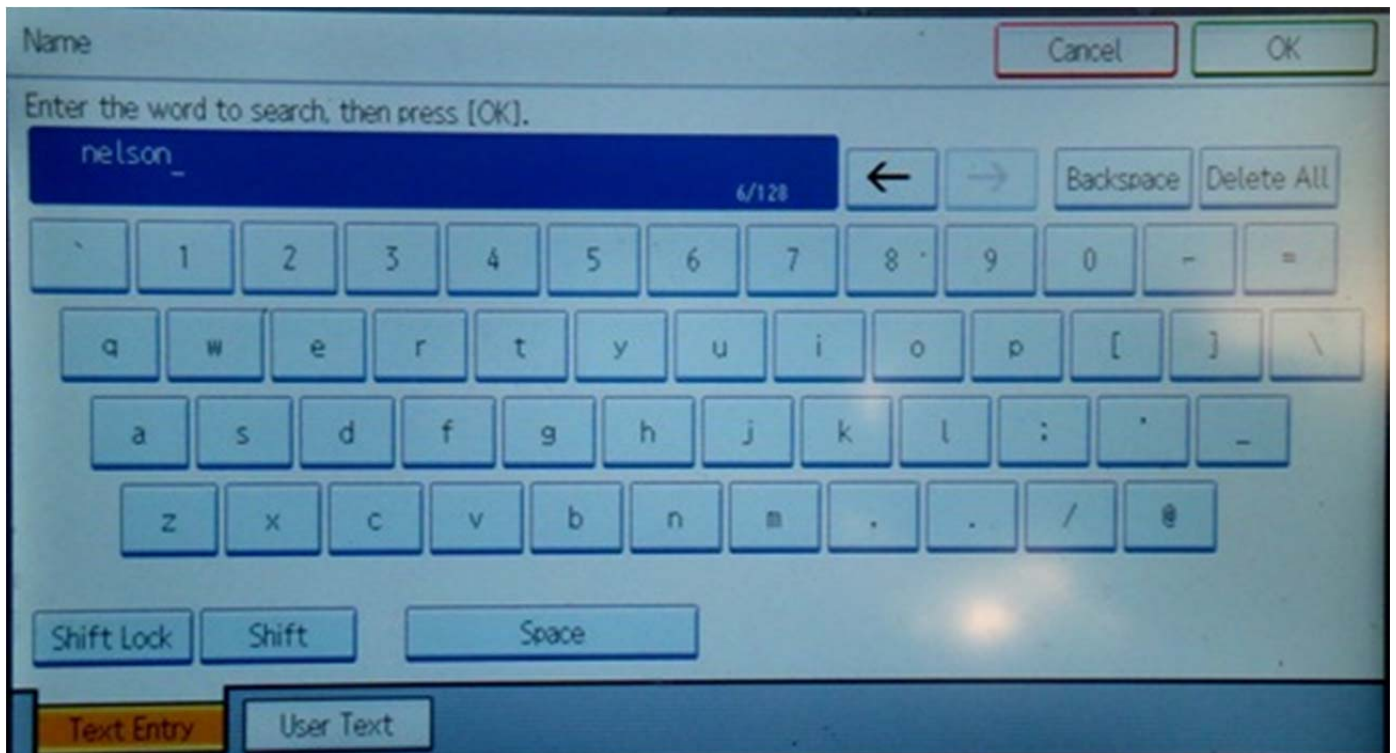 Name Cancel OK
Enter the word to search, then press [OK].
nelson_
6/128
← → Backspace Delete All
` 1 2 3 4 5 6 7 8 9 0 - =
q w e r t y u i o p [ ] \
a s d f g h j k l ; ' _
z x c v b n m , . / @
Shift Lock Shift Space
Text Entry User Text